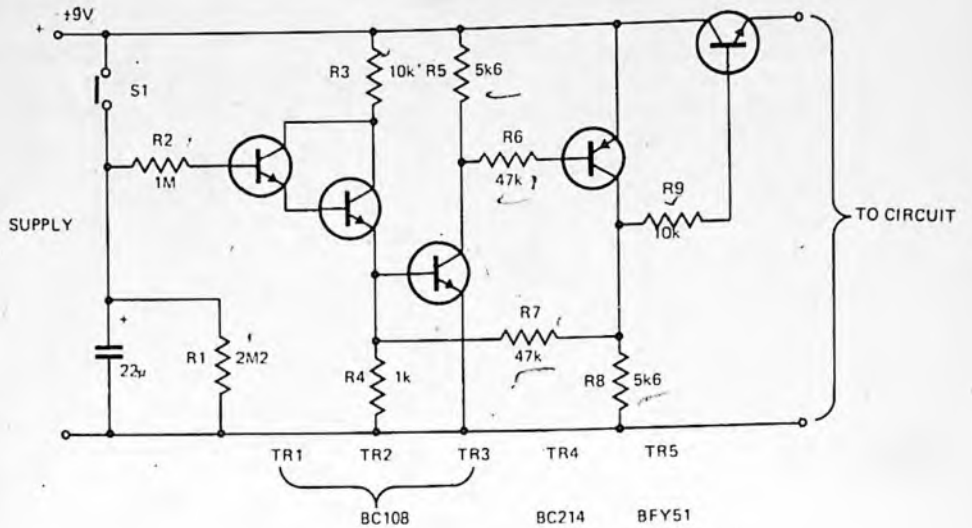 + +9V
S1
R2
1M
R3 10k
R5 5k6
R6
47k
R9
10k
SUPPLY
TO CIRCUIT
+
22µ
R1 2M2
R4 1k
R7
47k
R8 5k6
TR1 TR2 TR3 TR4 TR5
BC108 BC214 BFY51